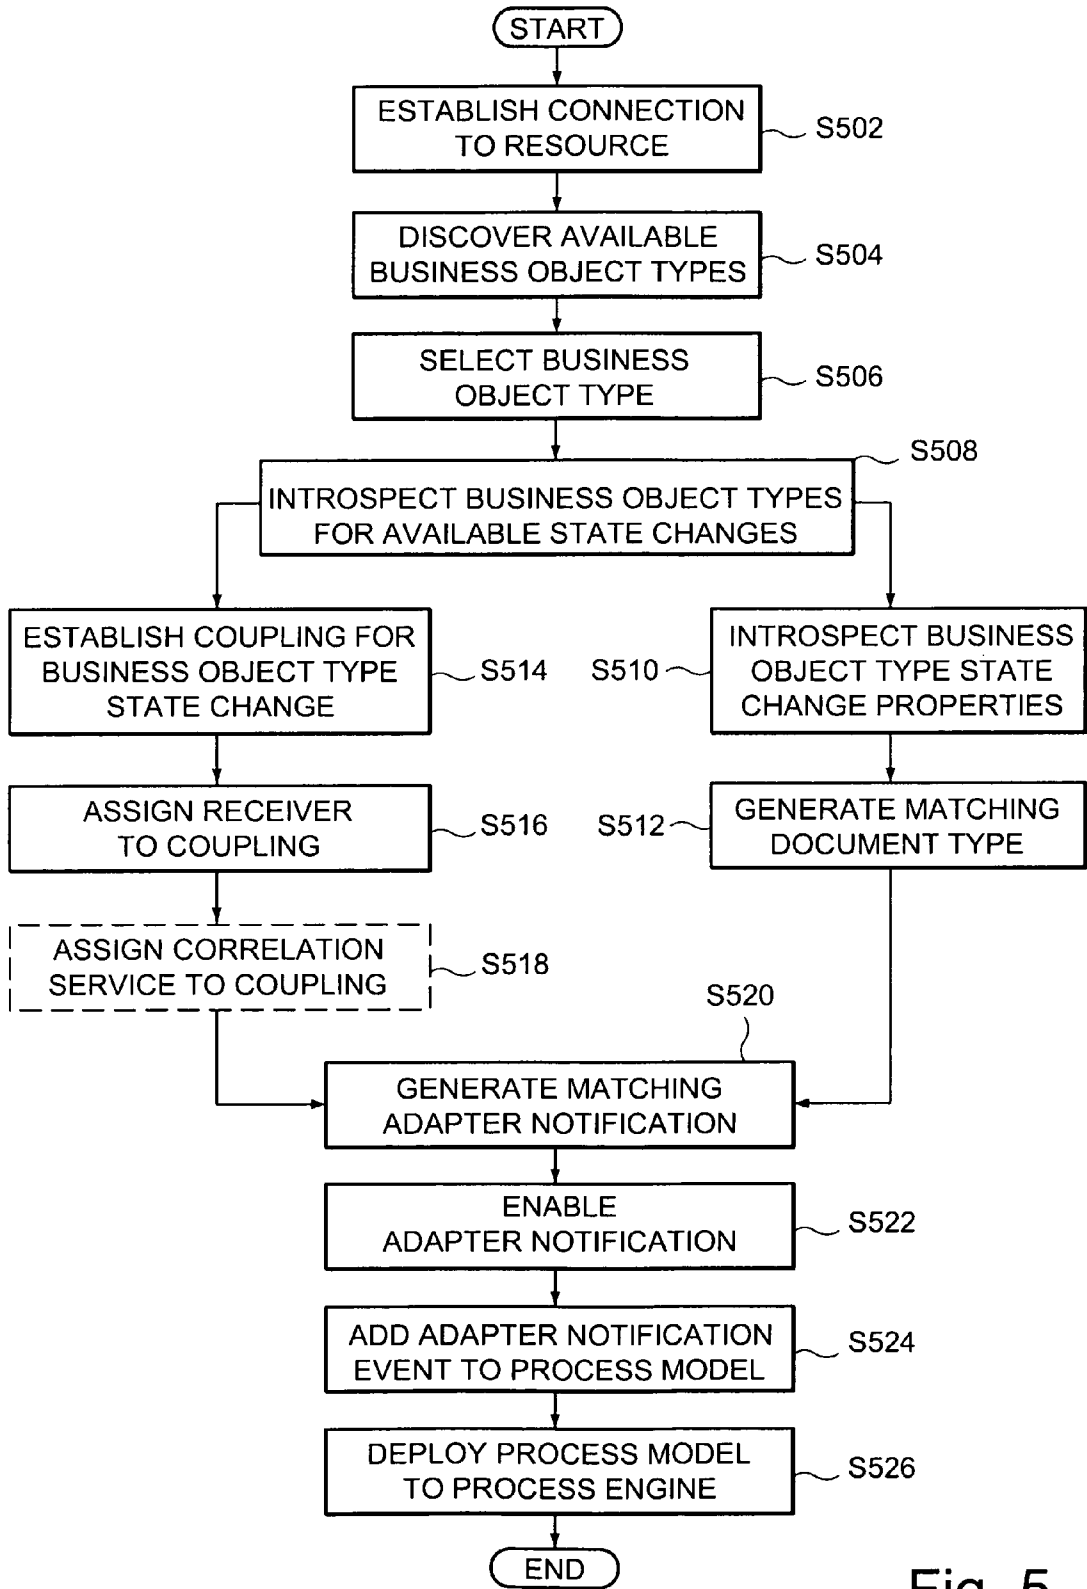 START
ESTABLISH CONNECTION
TO RESOURCE
S502
DISCOVER AVAILABLE
BUSINESS OBJECT TYPES
S504
SELECT BUSINESS
OBJECT TYPE
S506
S508
INTROSPECT BUSINESS OBJECT TYPES
FOR AVAILABLE STATE CHANGES
ESTABLISH COUPLING FOR
BUSINESS OBJECT TYPE
STATE CHANGE
S514
S510
INTROSPECT BUSINESS
OBJECT TYPE STATE
CHANGE PROPERTIES
ASSIGN RECEIVER
TO COUPLING
S516
S512
GENERATE MATCHING
DOCUMENT TYPE
ASSIGN CORRELATION
SERVICE TO COUPLING
S518
S520
GENERATE MATCHING
ADAPTER NOTIFICATION
ENABLE
ADAPTER NOTIFICATION
S522
ADD ADAPTER NOTIFICATION
EVENT TO PROCESS MODEL
S524
DEPLOY PROCESS MODEL
TO PROCESS ENGINE
S526
END
Fig. 5